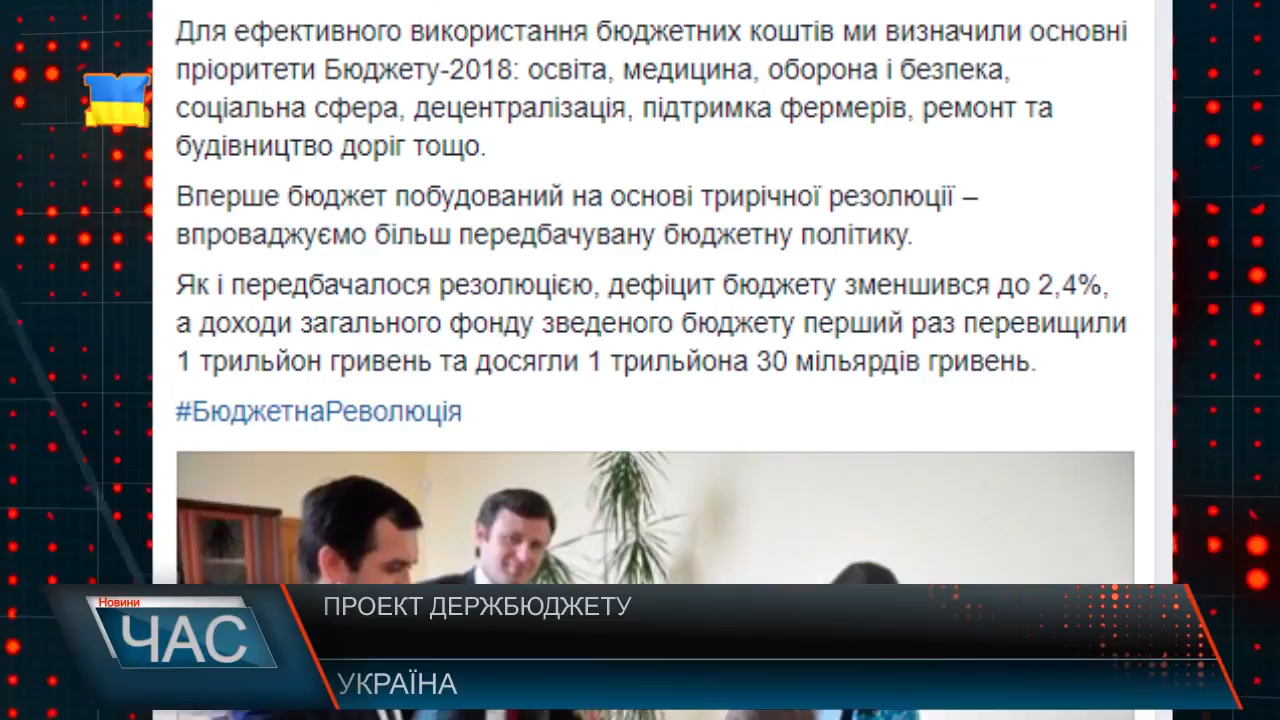 Для ефективного використання бюджетних коштів ми визначили основні
пріоритети Бюджету-2018: освіта, медицина, оборона і безпека,
соціальна сфера, децентралізація, підтримка фермерів, ремонт та
будівництво доріг тощо.
Вперше бюджет побудований на основі трирічної резолюції –
впроваджуємо більш передбачувану бюджетну політику.
Як і передбачалося резолюцією, дефіцит бюджету зменшився до 2,4%,
а доходи загального фонду зведеного бюджету перший раз перевищили
1 трильйон гривень та досягли 1 трильйона 30 мільярдів гривень.
#БюджетнаРеволюція
Новини
ЧАС
ПРОЕКТ ДЕРЖБЮДЖЕТУ
УКРАЇНА